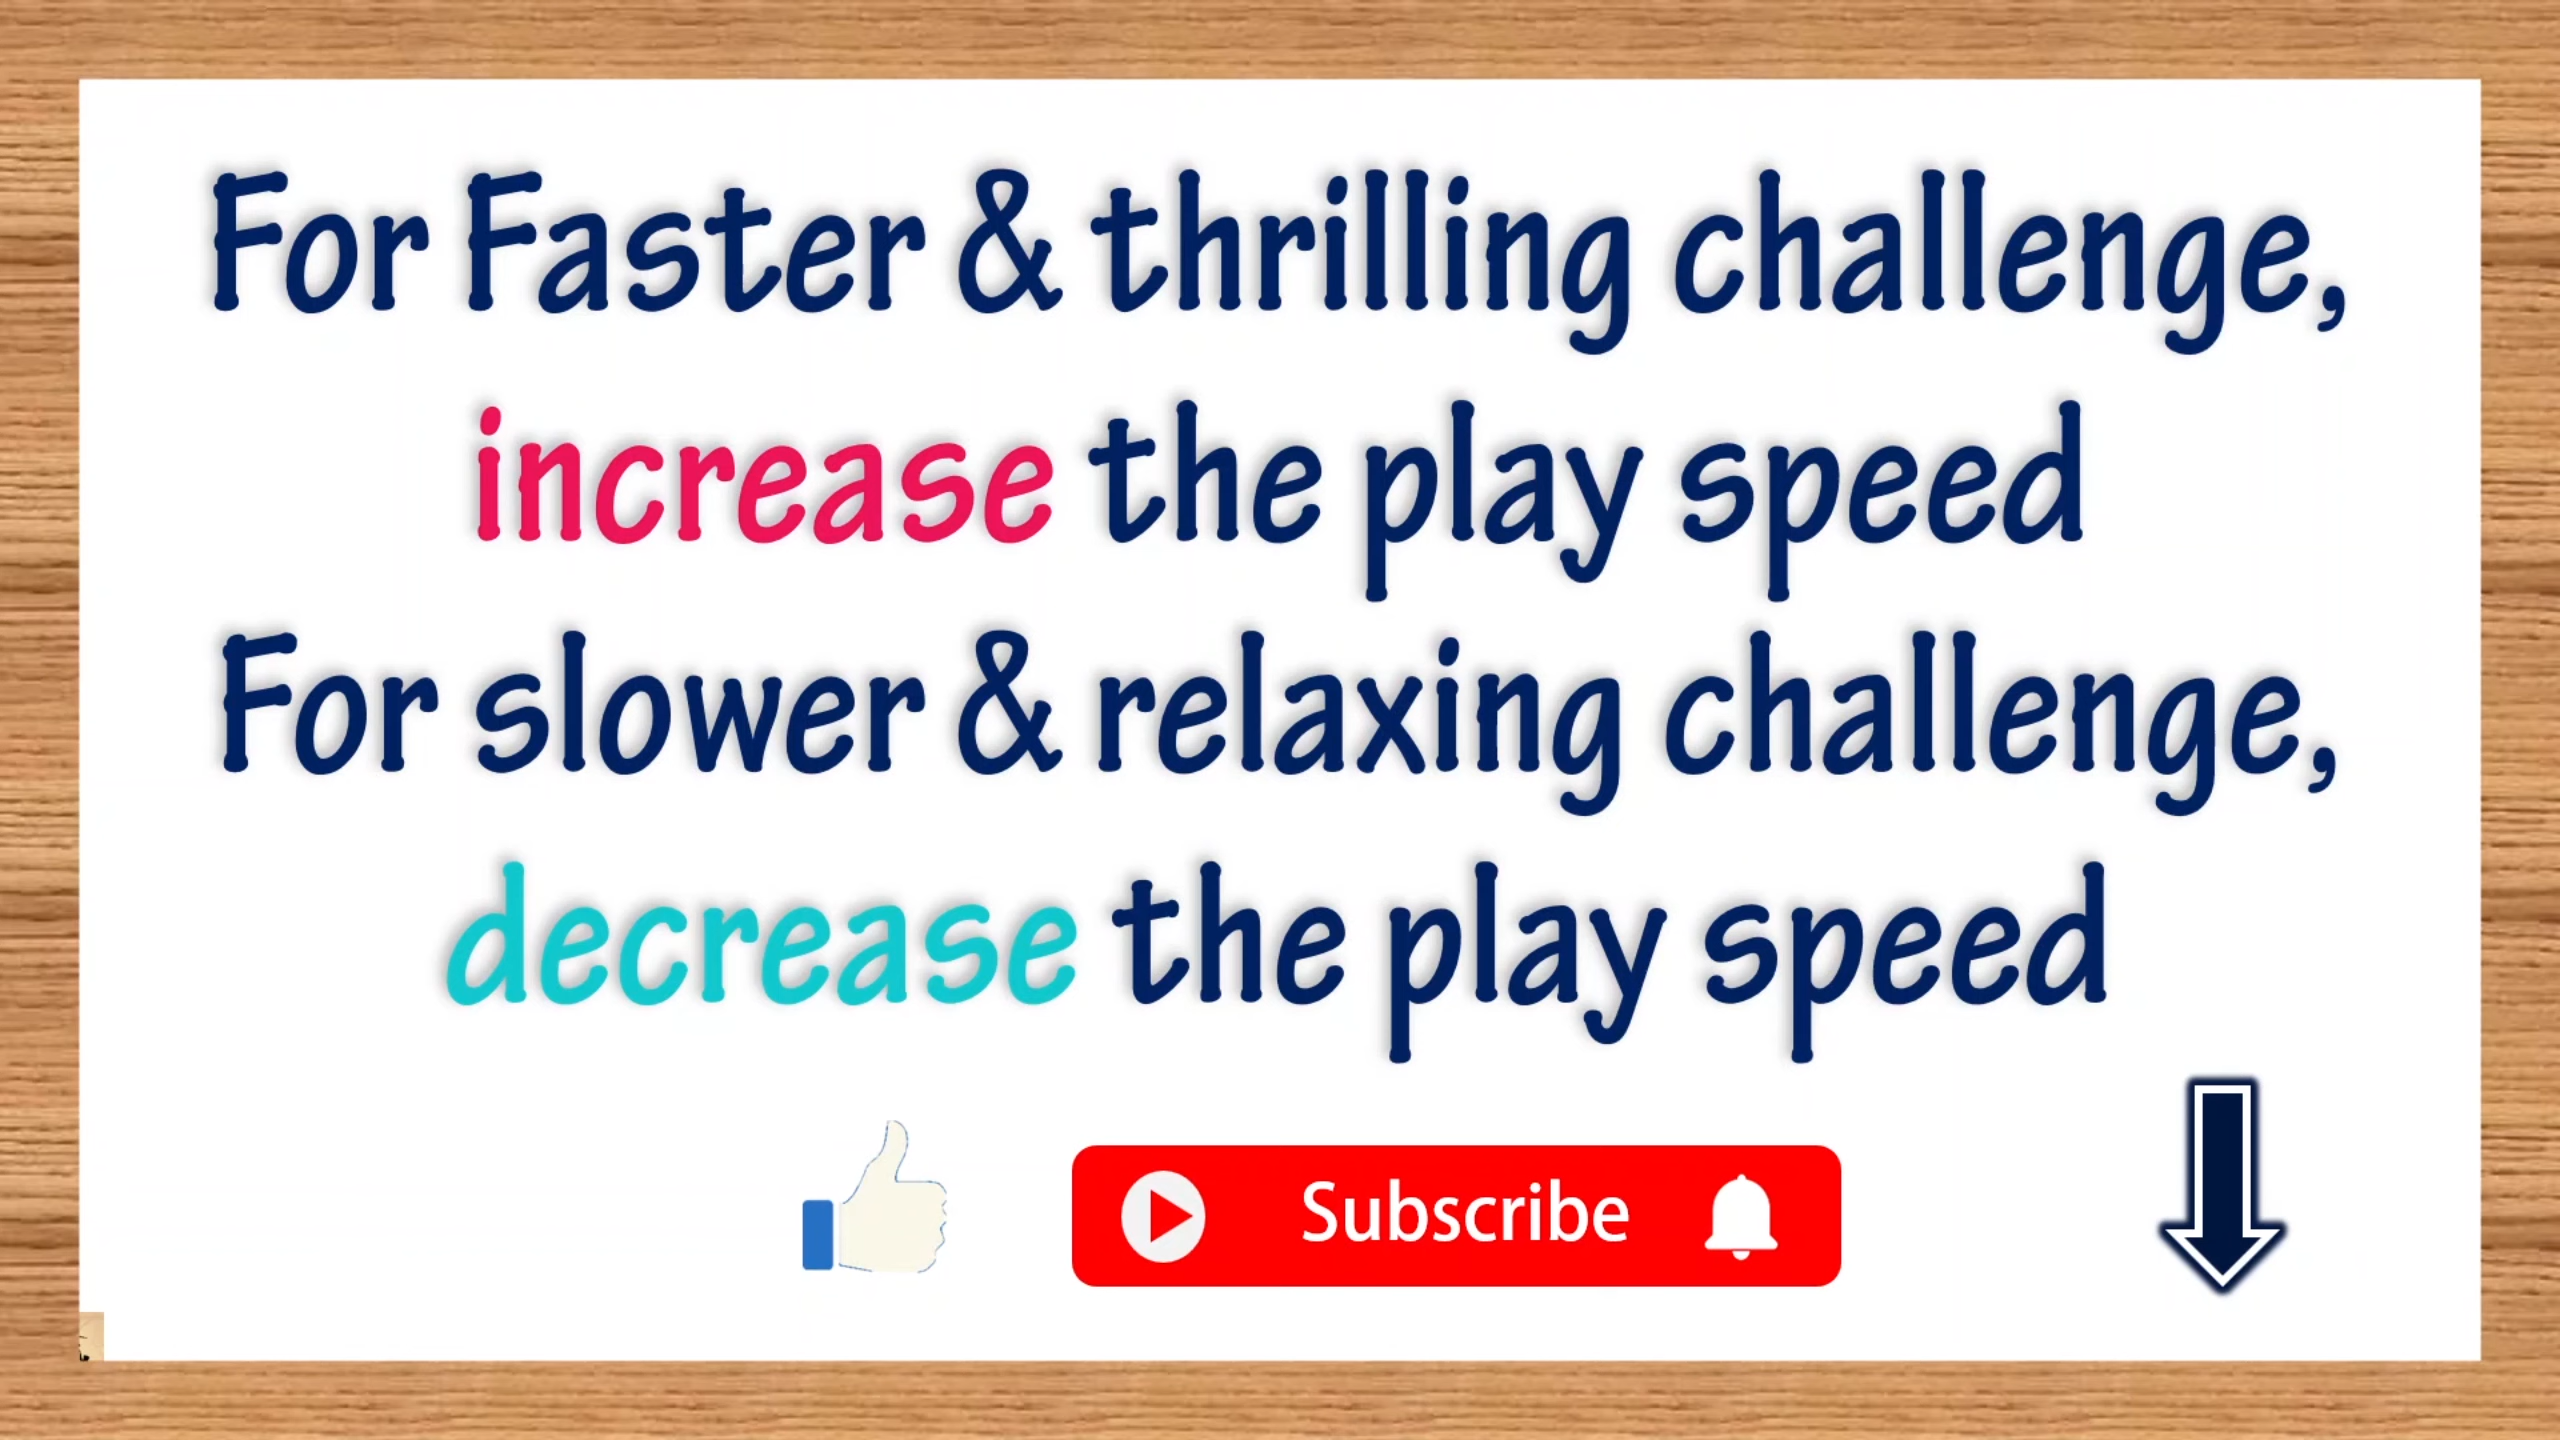 For Faster & thrilling challenge,
increase the play speed
For slower & relaxing challenge,
decrease the play speed
Subscribe